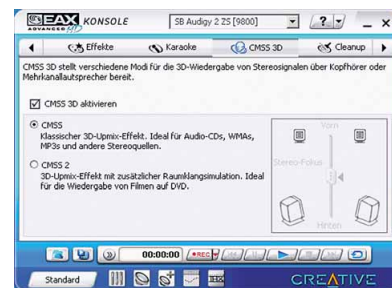 EAX KONSOLE
ADVANCED MD
SB Audigy 2 ZS [9800]
?
Effekte
Karaoke
CMSS 3D
Cleanup
CMSS 3D stellt verschiedene Modi für die 3D-Wiedergabe von Stereosignalen über Kopfhörer oder
Mehrkanallautsprecher bereit.
CMSS 3D aktivieren
CMSS
Klassischer 3D-Upmix-Effekt. Ideal für Audio-CDs, WMAs,
MP3s und andere Stereoquellen.
CMSS 2
3D-Upmix-Effekt mit zusätzlicher Raumklangsimulation. Ideal
für die Wiedergabe von Filmen auf DVD.
Vorn
Stereo-Fokus
Hinten
00:00:00
REC
Standard
CREATIVE